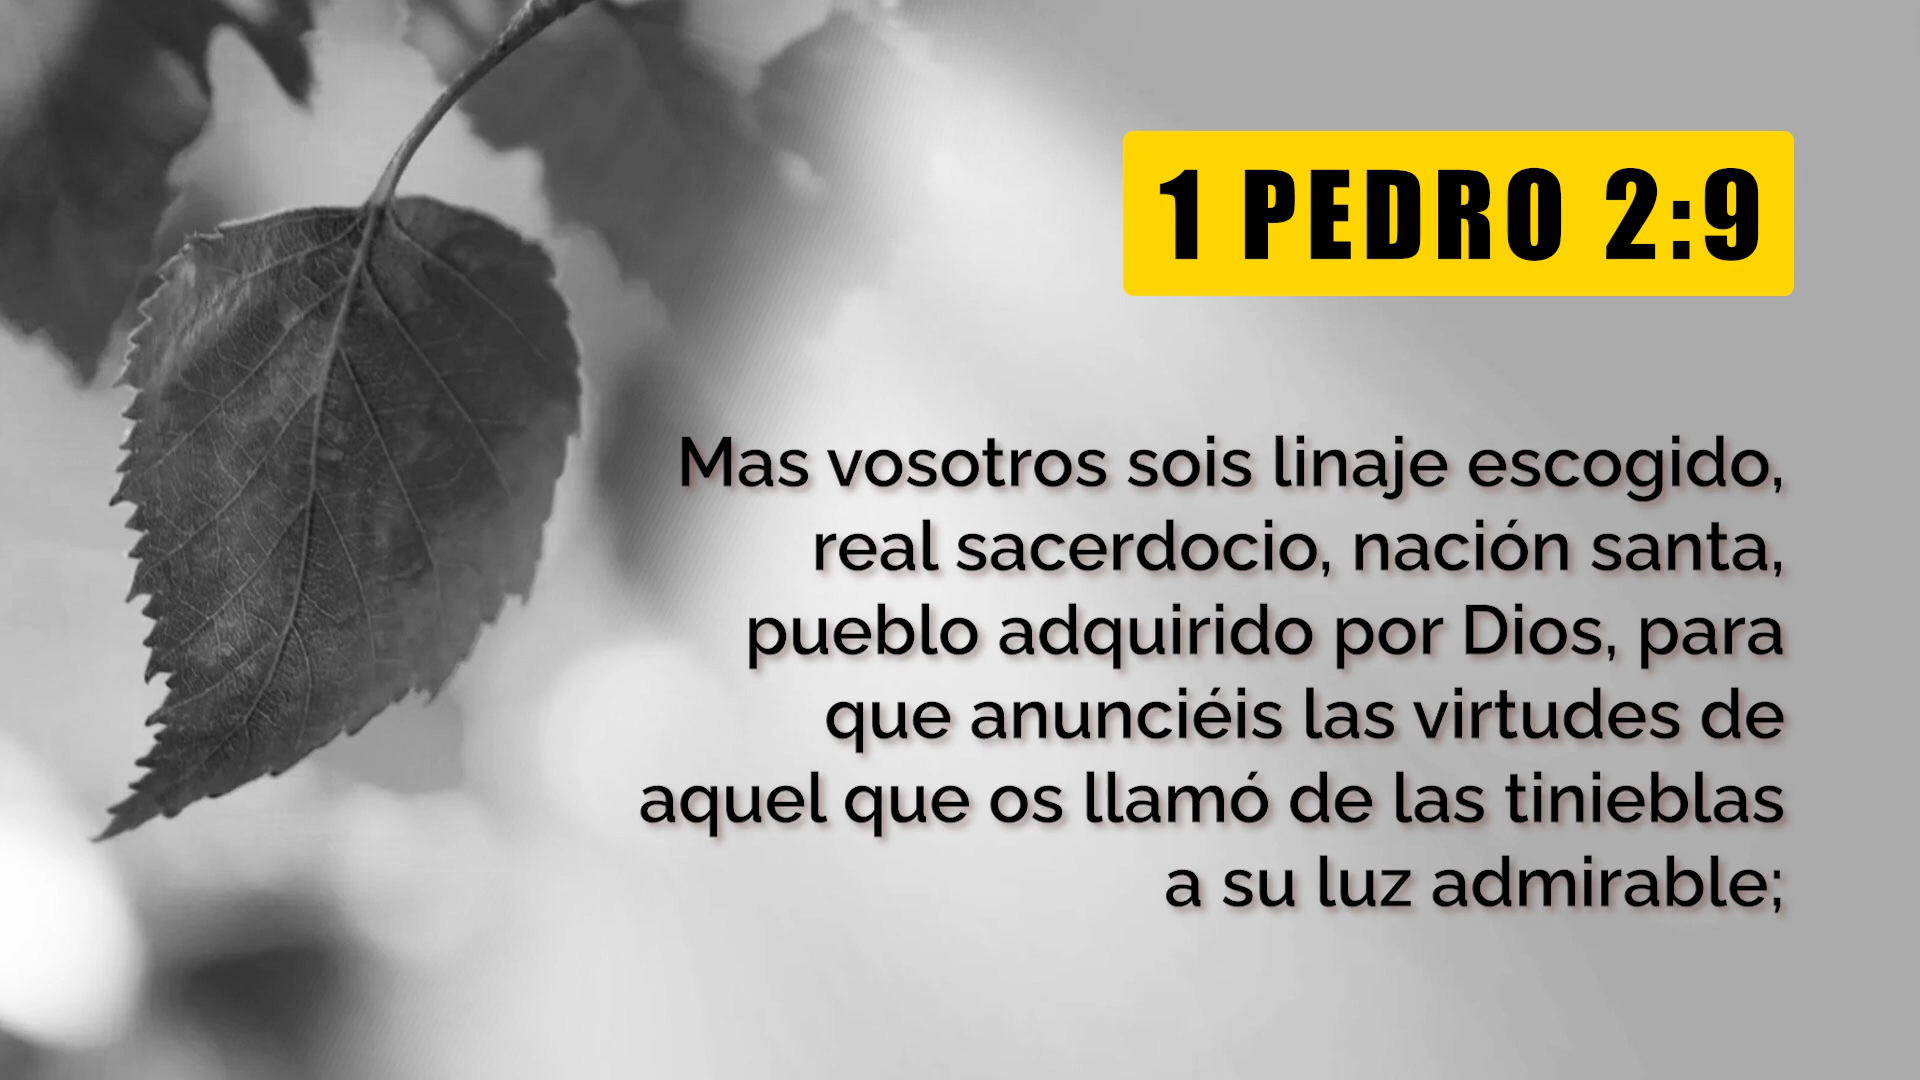 1 PEDRO 2:9
Mas vosotros sois linaje escogido,
real sacerdocio, nación santa,
pueblo adquirido por Dios, para
que anunciéis las virtudes de
aquel que os llamó de las tinieblas
a su luz admirable;